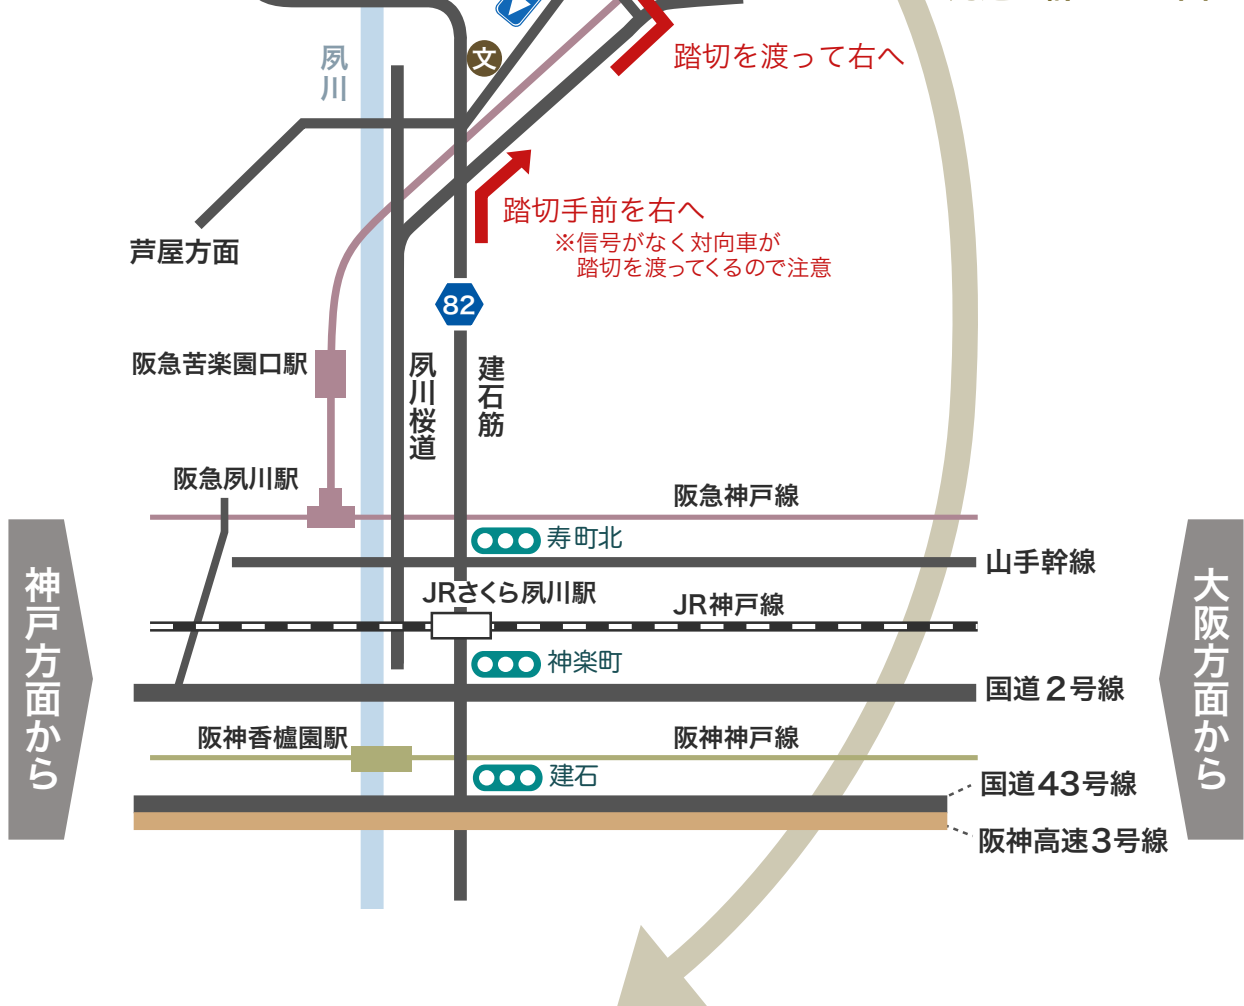 夙川
文
踏切を渡って右へ
踏切手前を右へ
※信号がなく対向車が
踏切を渡ってくるので注意
芦屋方面
82
阪急苦楽園口駅
夙川桜道
建石筋
阪急夙川駅
阪急神戸線
寿町北
山手幹線
JRさくら夙川駅
JR神戸線
神楽町
国道2号線
阪神香櫨園駅
阪神神戸線
建石
国道43号線
阪神高速3号線
神戸方面から
大阪方面から